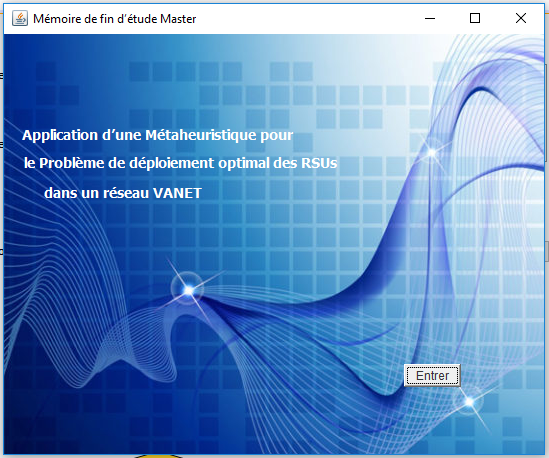 Mémoire de fin d'étude Master
Application d'une Métaheuristique pour
le Problème de déploiement optimal des RSUs
dans un réseau VANET
Entrer